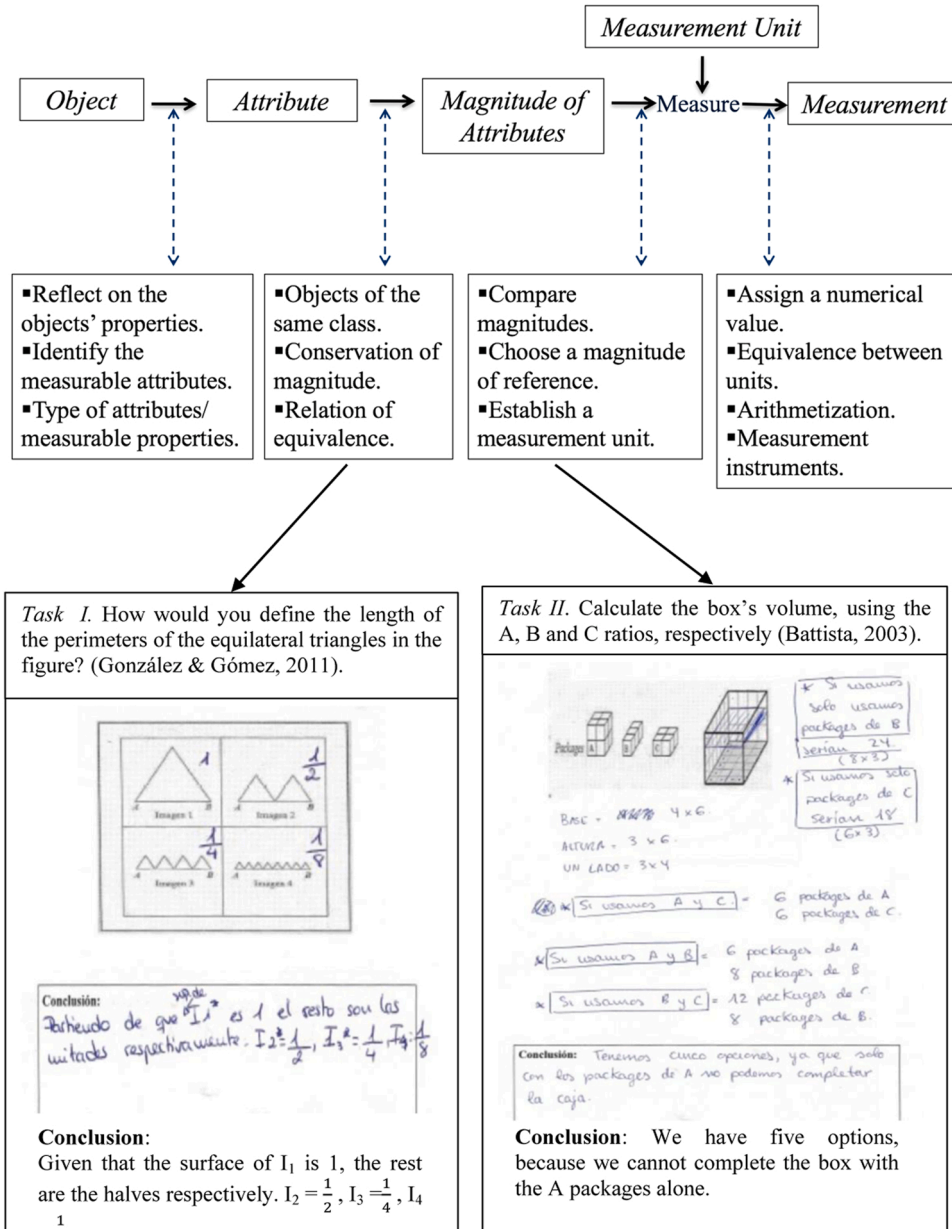 Measurement Unit
Object
Attribute
Magnitude of
Attributes
Measure
Measurement
▪Reflect on the
objects' properties.
▪Identify the
measurable attributes.
▪Type of attributes/
measurable properties.
▪Objects of the
same class.
▪Conservation of
magnitude.
▪Relation of
equivalence.
▪Compare
magnitudes.
▪Choose a magnitude
of reference.
▪Establish a
measurement unit.
▪Assign a numerical
value.
▪Equivalence between
units.
▪Arithmetization.
▪Measurement
instruments.
Task I. How would you define the length of
the perimeters of the equilateral triangles in the
figure? (González & Gómez, 2011).
1
A B
Imagen 1
1/2
A B
Imagen 2
1/4
A B
Imagen 3
1/8
A B
Imagen 4
Conclusión:
Partiendo de que I1 es 1 el resto son las
mitades respectivamente. I2 = 1/2, I3 = 1/4, I4 = 1/8
Conclusion:
Given that the surface of I₁ is 1, the rest
are the halves respectively. I₂ = 1/2, I₃ = 1/4, I₄
1
Task II. Calculate the box's volume, using the
A, B and C ratios, respectively (Battista, 2003).
Packages A B C
* Si usamos
solo usamos
packages de B
serian 24
(8x3)
* Si usamos solo
packages de C
serian 18
(6x3)
BASE = 4 x 6.
ALTURA = 3 x 6.
UN LADO = 3x4
* Si usamos A y C. = 6 packages de A
6 packages de C.
* Si usamos A y B = 6 packages de A
8 packages de B
* Si usamos B y C = 12 packages de C
8 packages de B.
Conclusión: Tenemos cinco opciones, ya que solo
con los packages de A no podemos completar
la caja.
Conclusion: We have five options,
because we cannot complete the box with
the A packages alone.